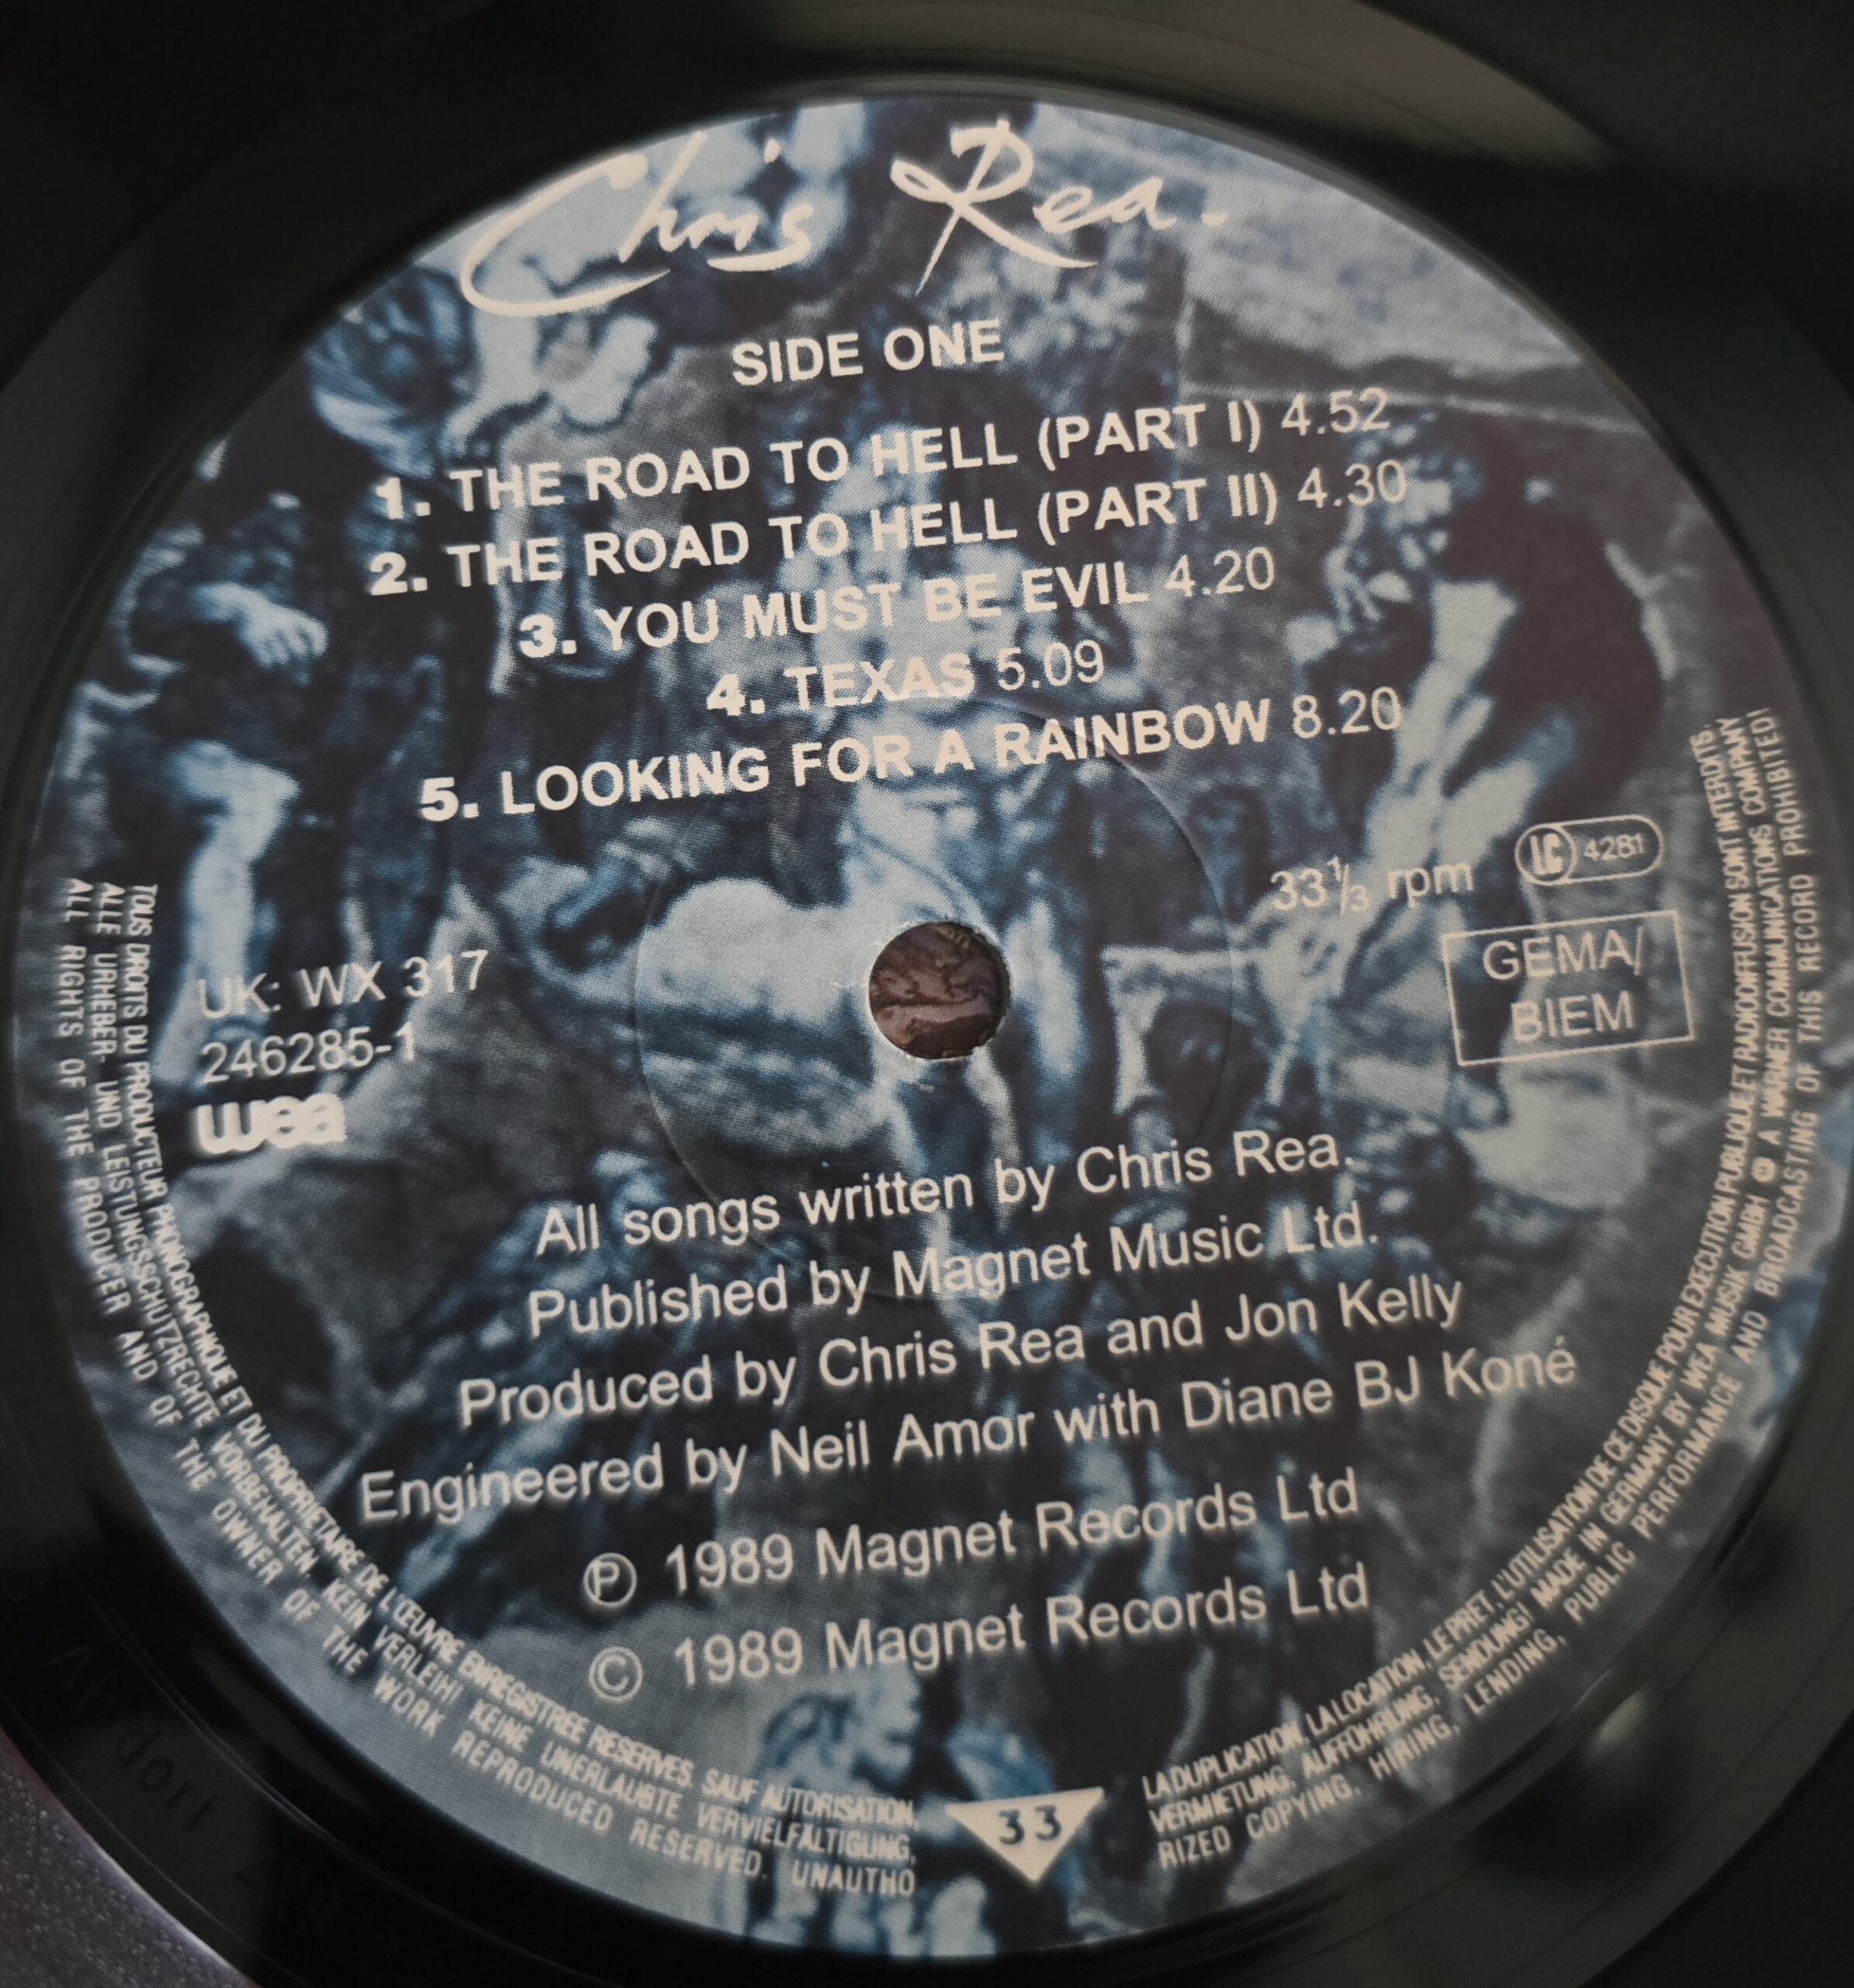 Chris Rea.
SIDE ONE
1. THE ROAD TO HELL (PART I) 4.52
2. THE ROAD TO HELL (PART II) 4.30
3. YOU MUST BE EVIL 4.20
4. TEXAS 5.09
5. LOOKING FOR A RAINBOW 8.20
33⅓ rpm
LC 4281
GEMA/
BIEM
UK: WX 317
246285-1
wea
All songs written by Chris Rea.
Published by Magnet Music Ltd.
Produced by Chris Rea and Jon Kelly
Engineered by Neil Amor with Diane BJ Koné
℗ 1989 Magnet Records Ltd
© 1989 Magnet Records Ltd
TOUS DROITS DU PRODUCTEUR PHONOGRAPHIQUE ET DU PROPRIETAIRE DE L'ŒUVRE ENREGISTREE RESERVES. SAUF AUTORISATION,
ALLE URHEBER- UND LEISTUNGSSCHUTZRECHTE VORBEHALTEN. KEIN VERLEIH! KEINE UNERLAUBTE VERVIELFÄLTIGUNG,
ALL RIGHTS OF THE PRODUCER AND OF THE OWNER OF THE WORK REPRODUCED RESERVED. UNAUTHO
33
LA DUPLICATION, LA LOCATION, LE PRET, L'UTILISATION DE CE DISQUE POUR EXECUTION PUBLIQUE ET RADIODIFFUSION SONT INTERDITS.
VERMIETUNG, AUFFÜHRUNG, SENDUNG! MADE IN GERMANY BY WEA MUSIK GMBH A WARNER COMMUNICATIONS COMPANY
RIZED COPYING, HIRING, LENDING, PUBLIC PERFORMANCE AND BROADCASTING OF THIS RECORD PROHIBITED!